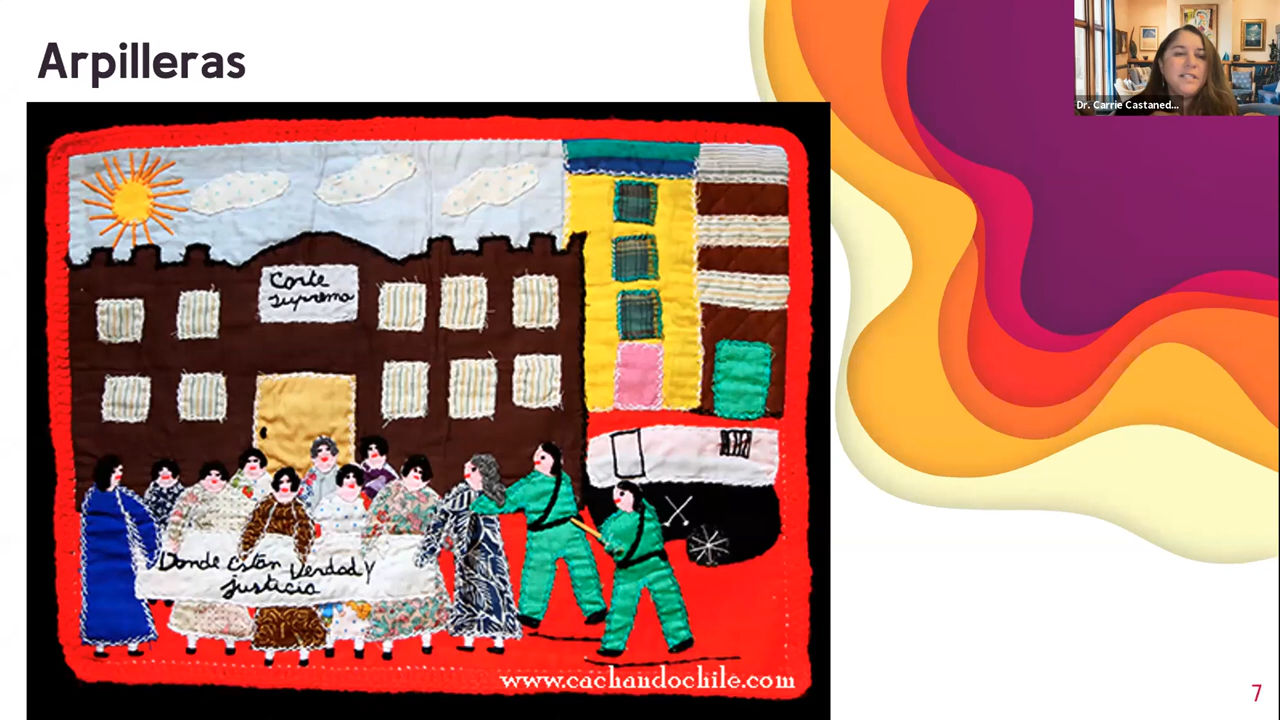 Arpilleras
Dr. Carrie Castaned...
Corte
Suprema
Donde están Verdad y
justicia
www.cachandochile.com
7